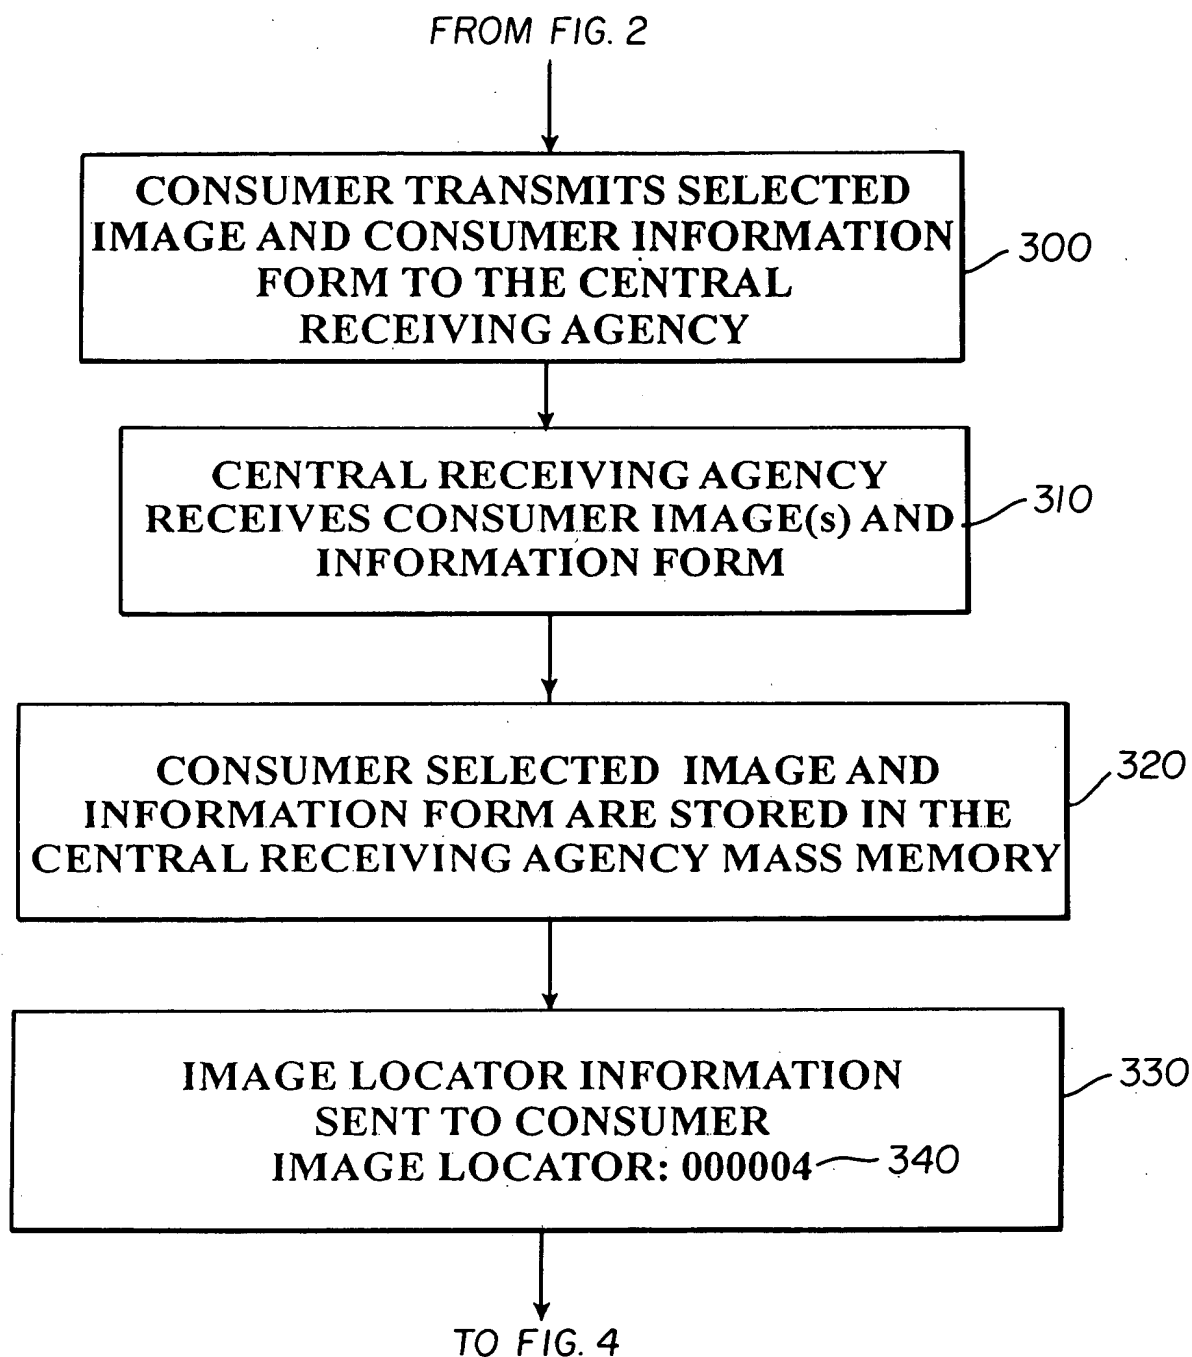 FROM FIG. 2
CONSUMER TRANSMITS SELECTED
IMAGE AND CONSUMER INFORMATION
FORM TO THE CENTRAL
RECEIVING AGENCY
300
CENTRAL RECEIVING AGENCY
RECEIVES CONSUMER IMAGE(s) AND
INFORMATION FORM
310
CONSUMER SELECTED IMAGE AND
INFORMATION FORM ARE STORED IN THE
CENTRAL RECEIVING AGENCY MASS MEMORY
320
IMAGE LOCATOR INFORMATION
SENT TO CONSUMER
IMAGE LOCATOR: 000004
340
330
TO FIG. 4